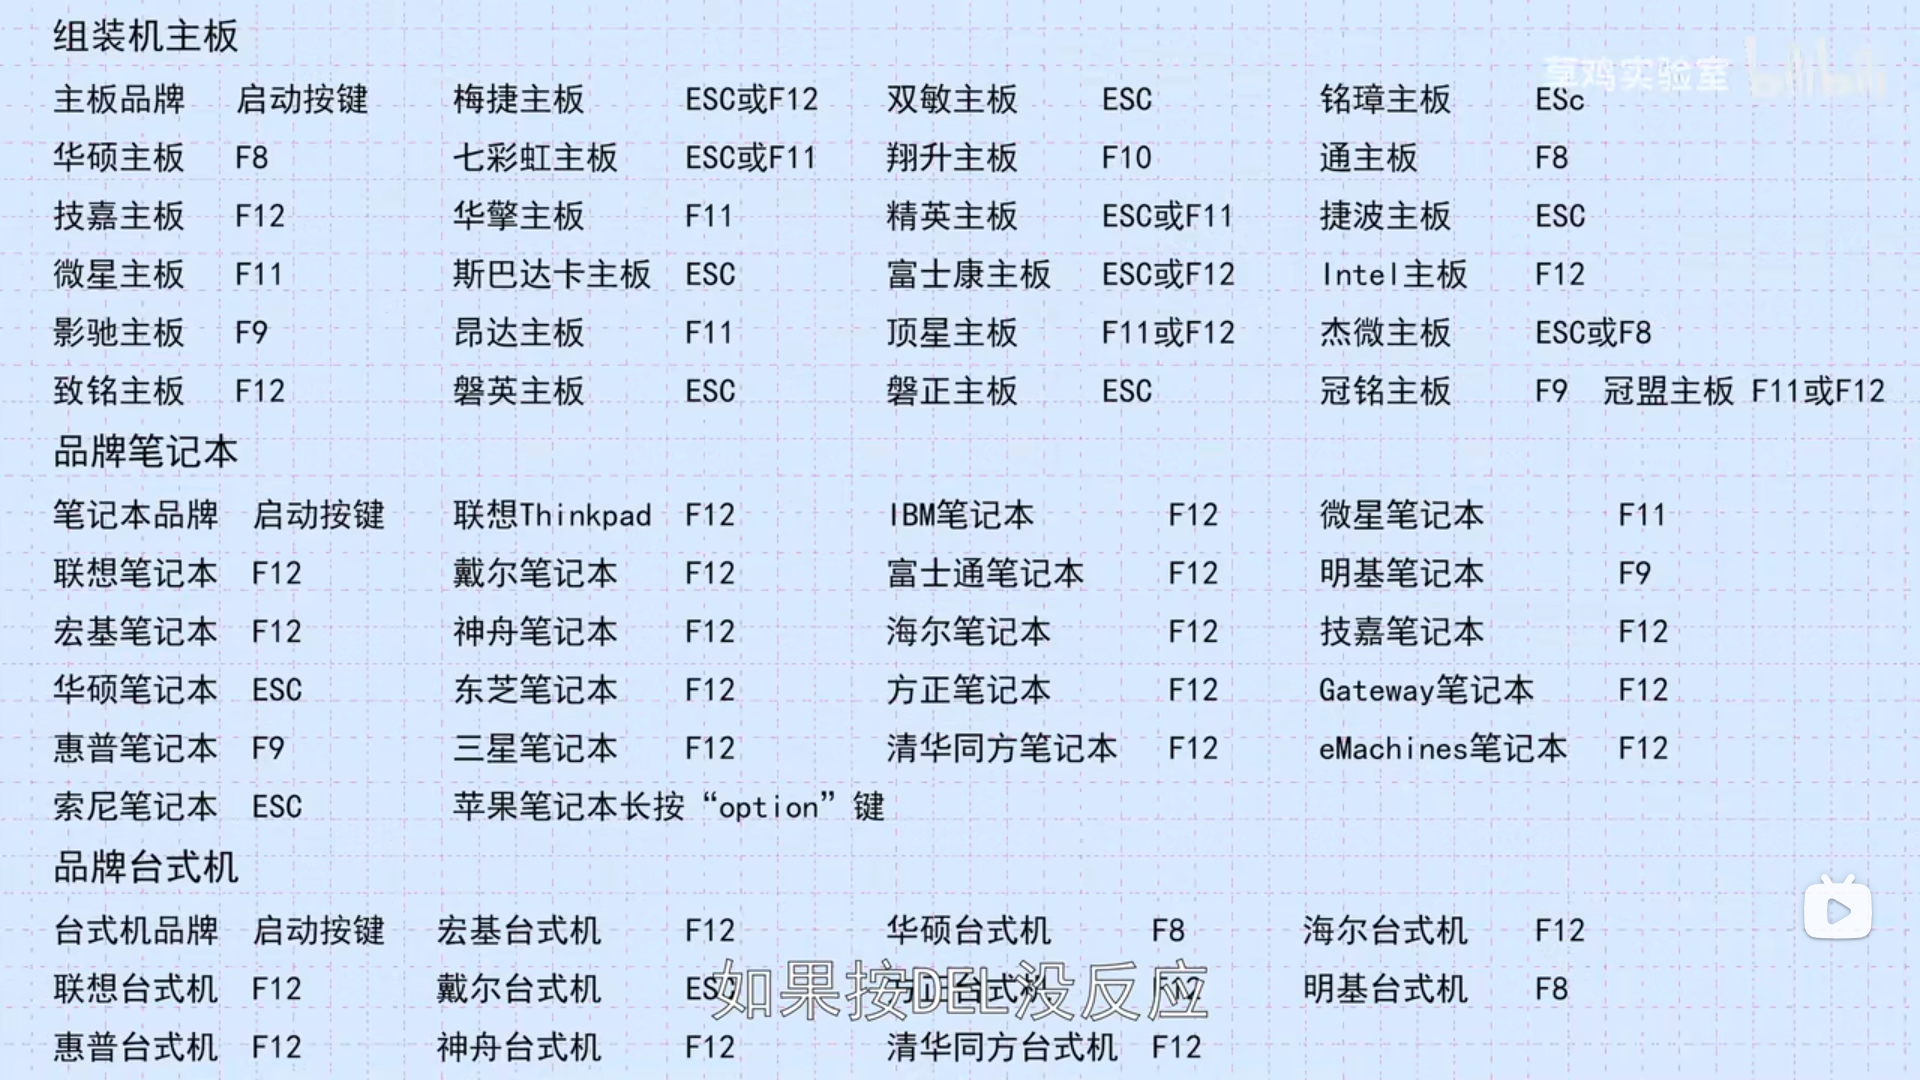 组装机主板
草鸡实验室 bilibili
主板品牌 启动按键 梅捷主板 ESC或F12 双敏主板 ESC 铭瑄主板 ESc
华硕主板 F8 七彩虹主板 ESC或F11 翔升主板 F10 通主板 F8
技嘉主板 F12 华擎主板 F11 精英主板 ESC或F11 捷波主板 ESC
微星主板 F11 斯巴达卡主板 ESC 富士康主板 ESC或F12 Intel主板 F12
影驰主板 F9 昂达主板 F11 顶星主板 F11或F12 杰微主板 ESC或F8
致铭主板 F12 磐英主板 ESC 磐正主板 ESC 冠铭主板 F9 冠盟主板 F11或F12
品牌笔记本
笔记本品牌 启动按键 联想Thinkpad F12 IBM笔记本 F12 微星笔记本 F11
联想笔记本 F12 戴尔笔记本 F12 富士通笔记本 F12 明基笔记本 F9
宏基笔记本 F12 神舟笔记本 F12 海尔笔记本 F12 技嘉笔记本 F12
华硕笔记本 ESC 东芝笔记本 F12 方正笔记本 F12 Gateway笔记本 F12
惠普笔记本 F9 三星笔记本 F12 清华同方笔记本 F12 eMachines笔记本 F12
索尼笔记本 ESC 苹果笔记本长按“option”键
品牌台式机
台式机品牌 启动按键 宏基台式机 F12 华硕台式机 F8 海尔台式机 F12
联想台式机 F12 戴尔台式机 ESC 方正台式机 F12 明基台式机 F8
如果按DEL没反应
惠普台式机 F12 神舟台式机 F12 清华同方台式机 F12